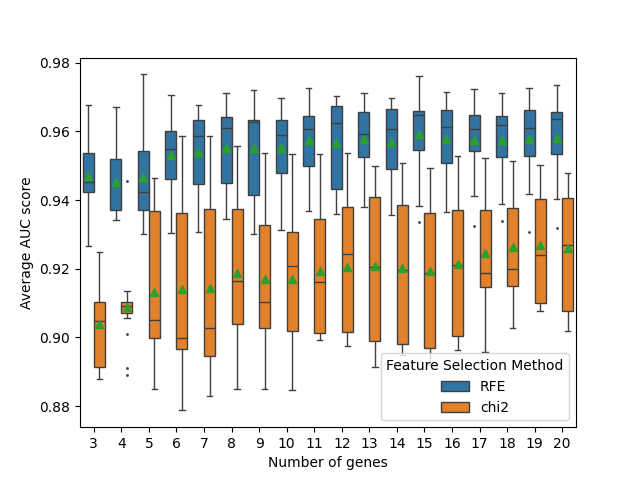 0.98
0.96
0.94
0.92
0.90
0.88
Average AUC score
3 4 5 6 7 8 9 10 11 12 13 14 15 16 17 18 19 20
Number of genes
Feature Selection Method
RFE
chi2